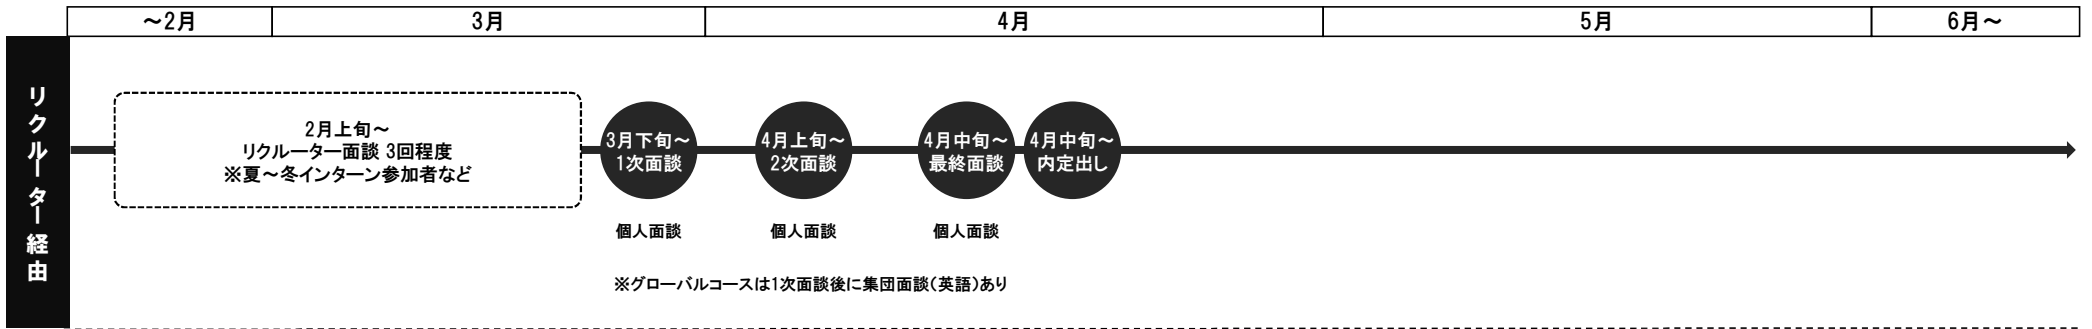 ～2月
3月
4月
5月
6月～
リクルーター経由
2月上旬～
リクルーター面談 3回程度
※夏～冬インターン参加者など
3月下旬～
1次面談
4月上旬～
2次面談
4月中旬～
最終面談
4月中旬～
内定出し
個人面談
個人面談
個人面談
※グローバルコースは1次面談後に集団面談（英語）あり